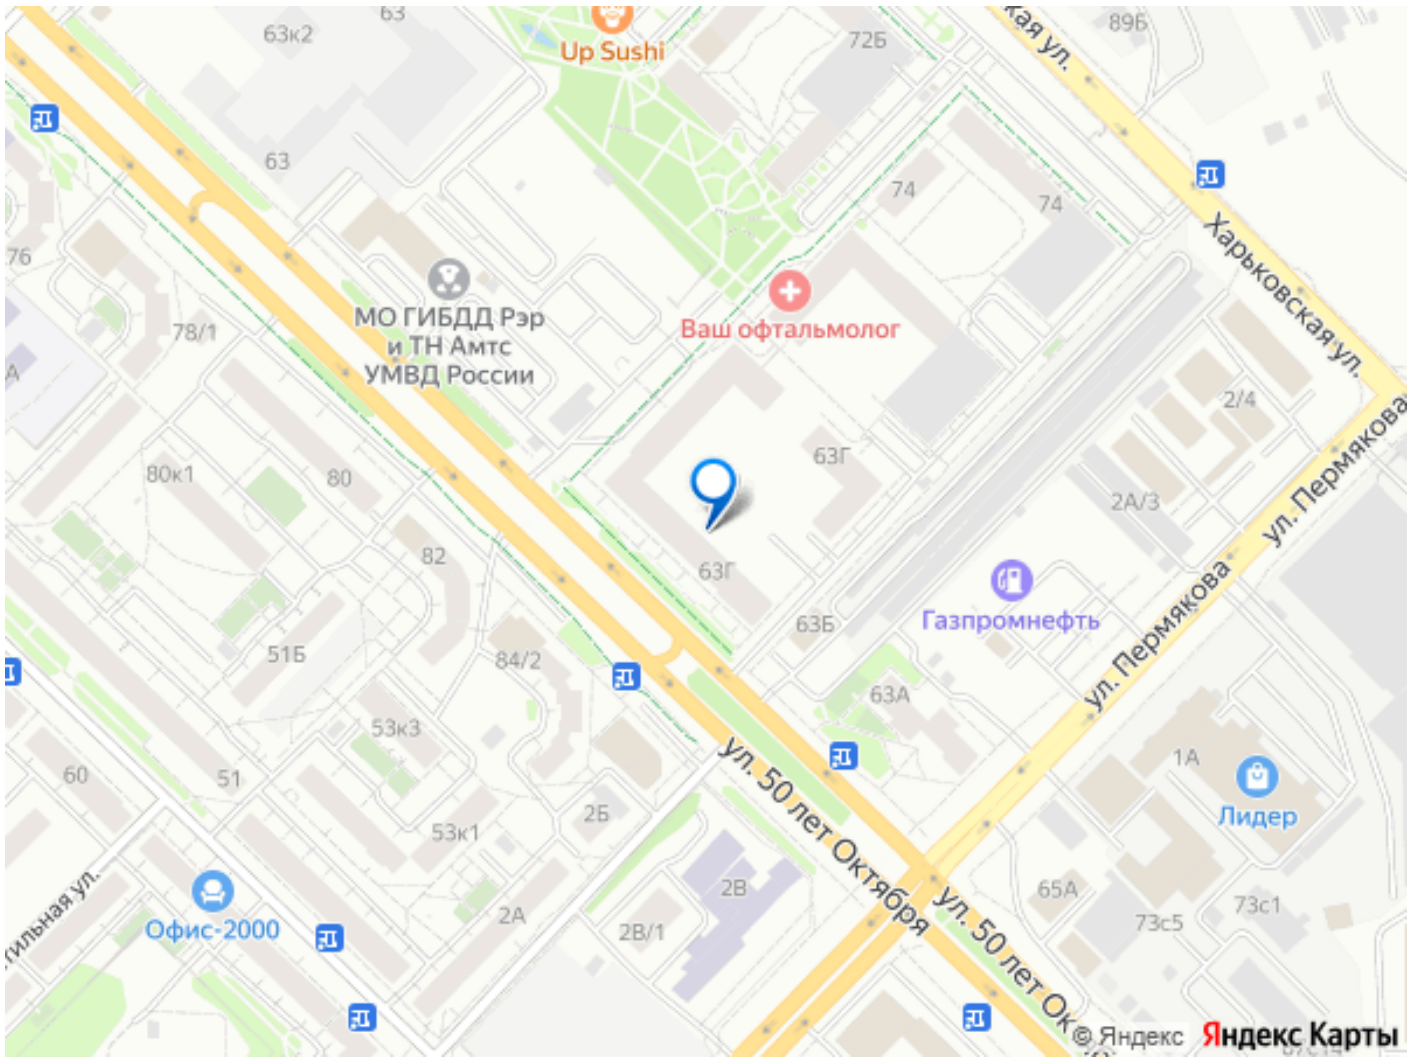 63к2
63
Up Sushi
72Б
кая ул.
89Б
63
74
74
76
Харьковская ул.
МО ГИБДД Рэр
и ТН Амтс
УМВД России
Ваш офтальмолог
78/1
А
2/4
63Г
80к1
80
2А/3
ул. Пермякова
82
63Г
63Б
Газпромнефть
51Б
84/2
ул. Пермякова
63А
53к3
60
51
1А
Лидер
2Б
53к1
ул. 50 лет Октября
2В
65А
тильная ул.
Офис-2000
2А
2В/1
73с5
73с1
ул. 50 лет Ок
© Яндекс
Яндекс Карты